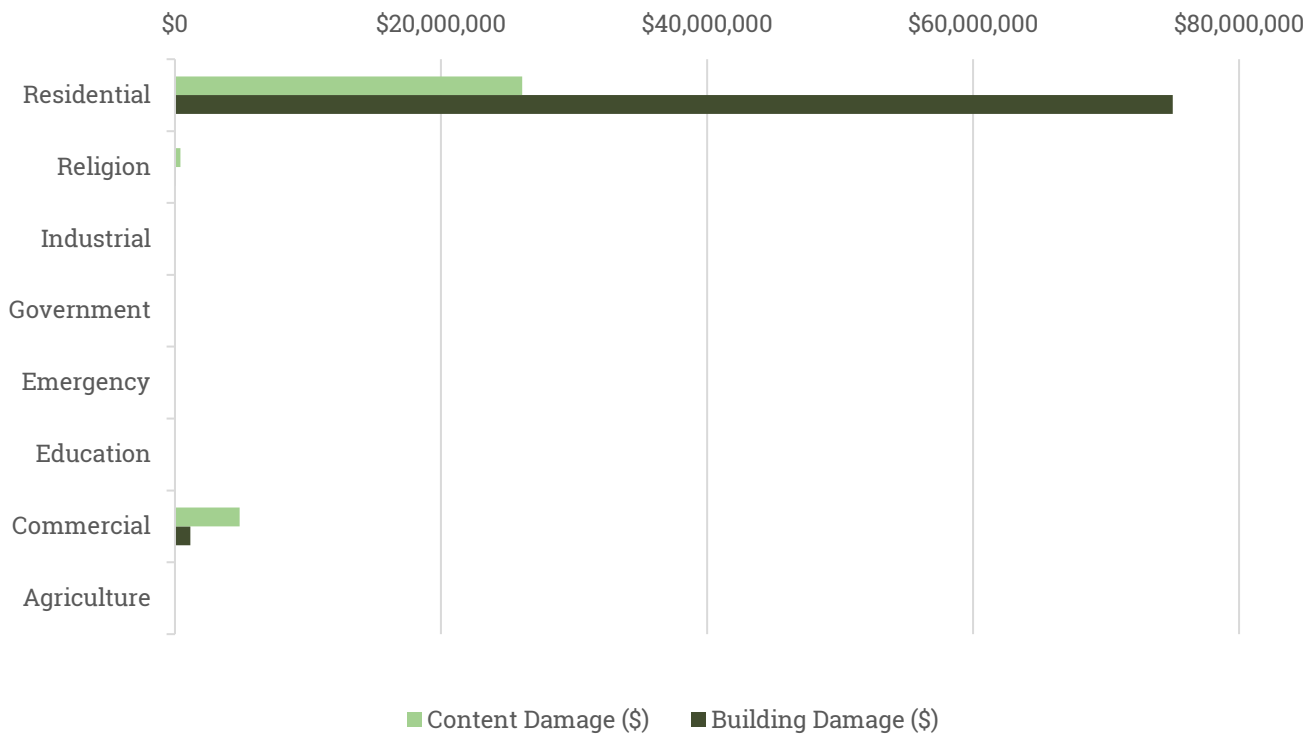 $0 $20,000,000 $40,000,000 $60,000,000 $80,000,000
Residential
Religion
Industrial
Government
Emergency
Education
Commercial
Agriculture
Content Damage ($) Building Damage ($)